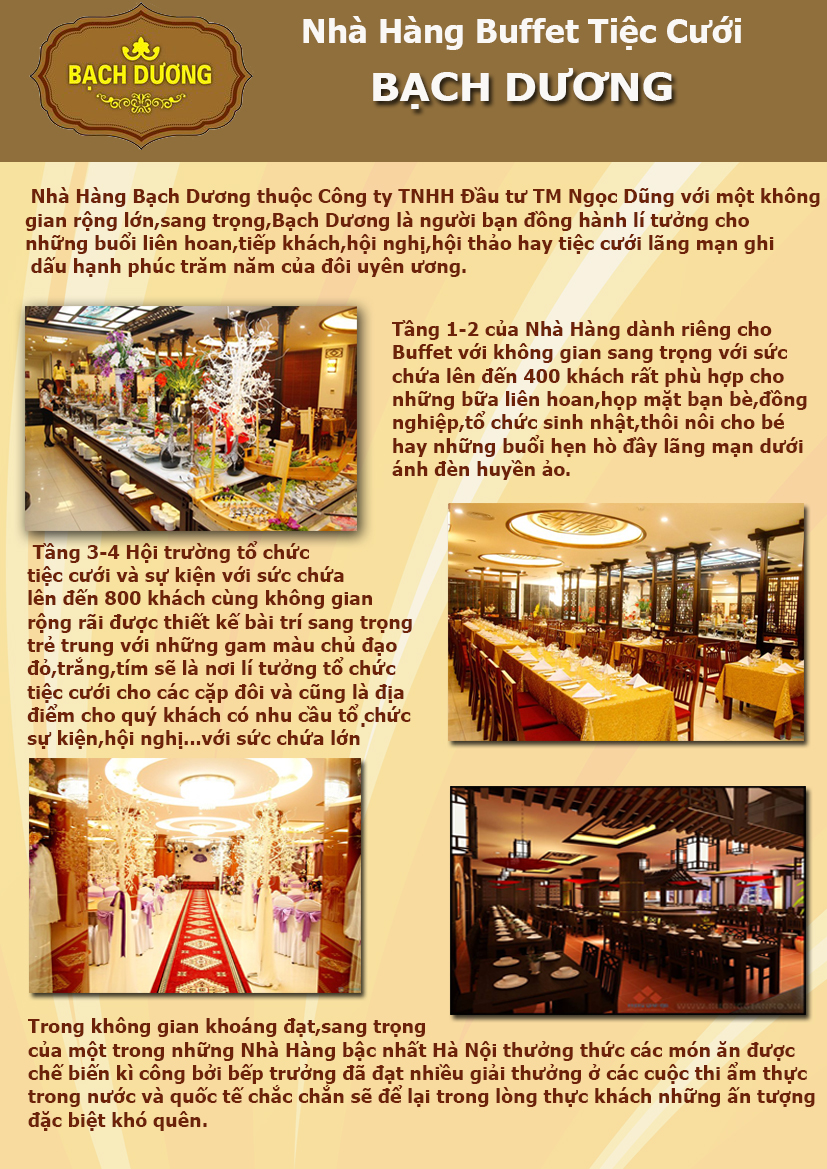 BẠCH DƯƠNG
Nhà Hàng Buffet Tiệc Cưới
BẠCH DƯƠNG
Nhà Hàng Bạch Dương thuộc Công ty TNHH Đầu tư TM Ngọc Dũng với một không
gian rộng lớn,sang trọng,Bạch Dương là người bạn đồng hành lí tưởng cho
những buổi liên hoan,tiếp khách,hội nghị,hội thảo hay tiệc cưới lãng mạn ghi
dấu hạnh phúc trăm năm của đôi uyên ương.
Tầng 1-2 của Nhà Hàng dành riêng cho
Buffet với không gian sang trọng với sức
chứa lên đến 400 khách rất phù hợp cho
những bữa liên hoan,họp mặt bạn bè,đồng
nghiệp,tổ chức sinh nhật,thôi nôi cho bé
hay những buổi hẹn hò đầy lãng mạn dưới
ánh đèn huyền ảo.
Tầng 3-4 Hội trường tổ chức
tiệc cưới và sự kiện với sức chứa
lên đến 800 khách cùng không gian
rộng rãi được thiết kế bài trí sang trọng
trẻ trung với những gam màu chủ đạo
đỏ,trắng,tím sẽ là nơi lí tưởng tổ chức
tiệc cưới cho các cặp đôi và cũng là địa
điểm cho quý khách có nhu cầu tổ chức
sự kiện,hội nghị...với sức chứa lớn
Trong không gian khoáng đạt,sang trọng
của một trong những Nhà Hàng bậc nhất Hà Nội thưởng thức các món ăn được
chế biến kì công bởi bếp trưởng đã đạt nhiều giải thưởng ở các cuộc thi ẩm thực
trong nước và quốc tế chắc chắn sẽ để lại trong lòng thực khách những ấn tượng
đặc biệt khó quên.